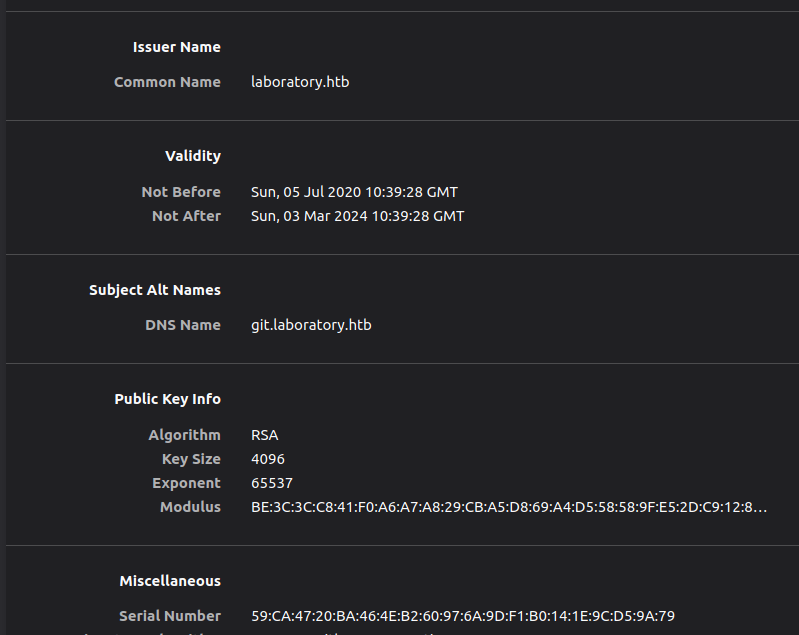 Issuer Name
Common Name laboratory.htb
Validity
Not Before Sun, 05 Jul 2020 10:39:28 GMT
Not After Sun, 03 Mar 2024 10:39:28 GMT
Subject Alt Names
DNS Name git.laboratory.htb
Public Key Info
Algorithm RSA
Key Size 4096
Exponent 65537
Modulus BE:3C:3C:C8:41:F0:A6:A7:A8:29:CB:A5:D8:69:A4:D5:58:58:9F:E5:2D:C9:12:8…
Miscellaneous
Serial Number 59:CA:47:20:BA:46:4E:B2:60:97:6A:9D:F1:B0:14:1E:9C:D5:9A:79